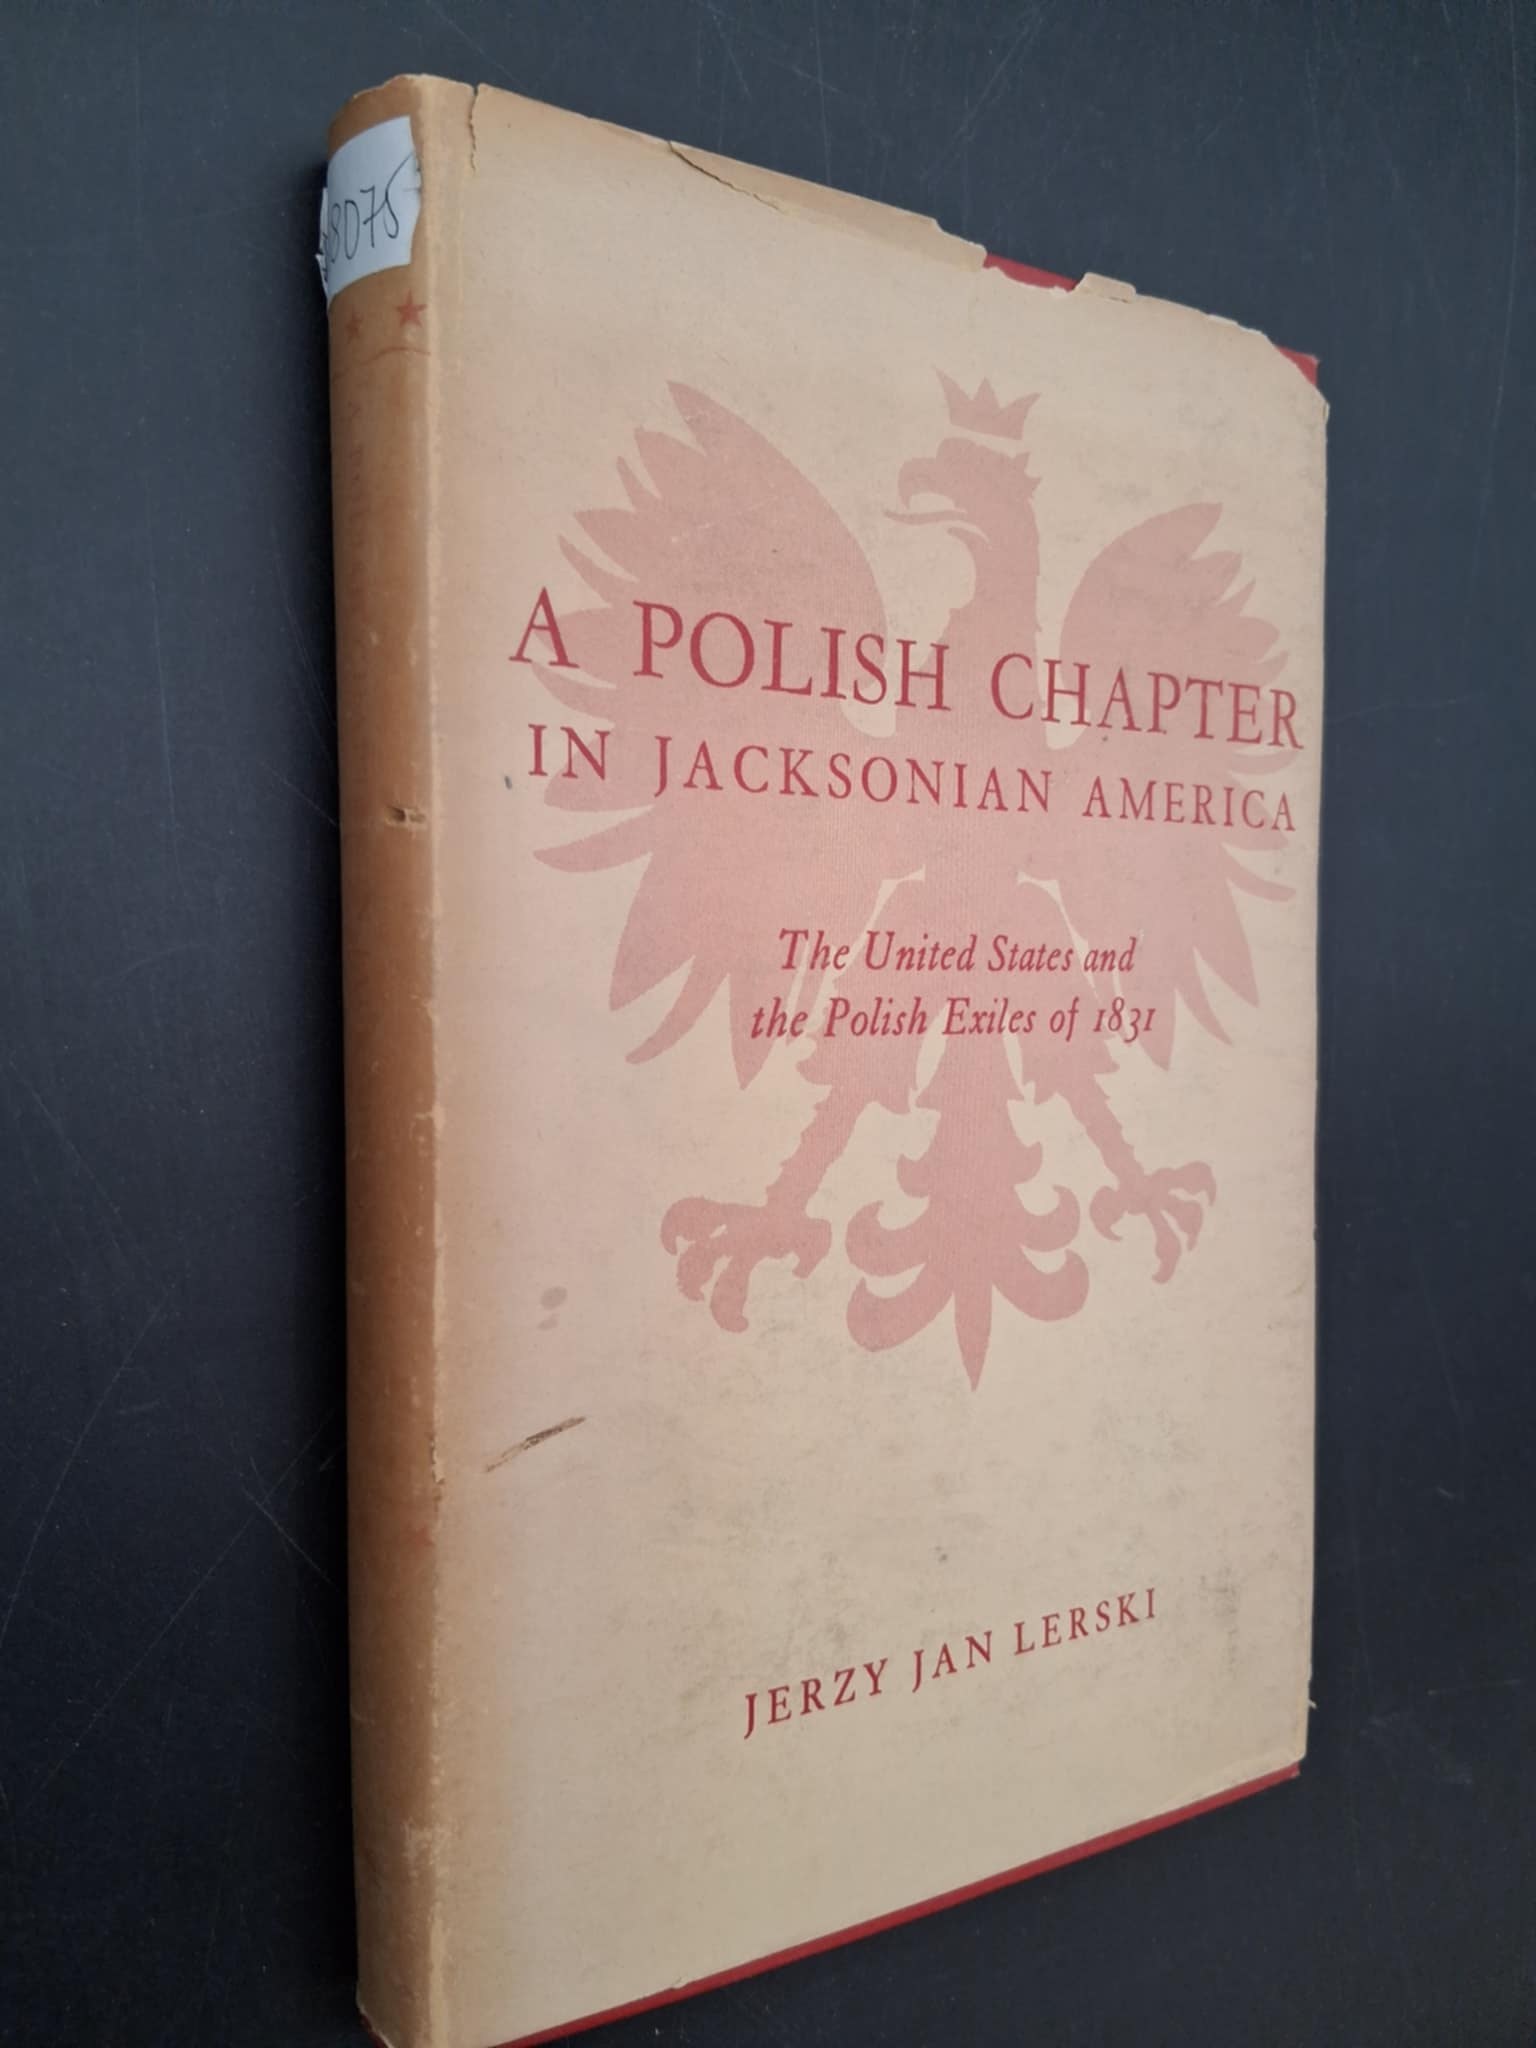 A POLISH CHAPTER
IN JACKSONIAN AMERICA
The United States and
the Polish Exiles of 1831
JERZY JAN LERSKI